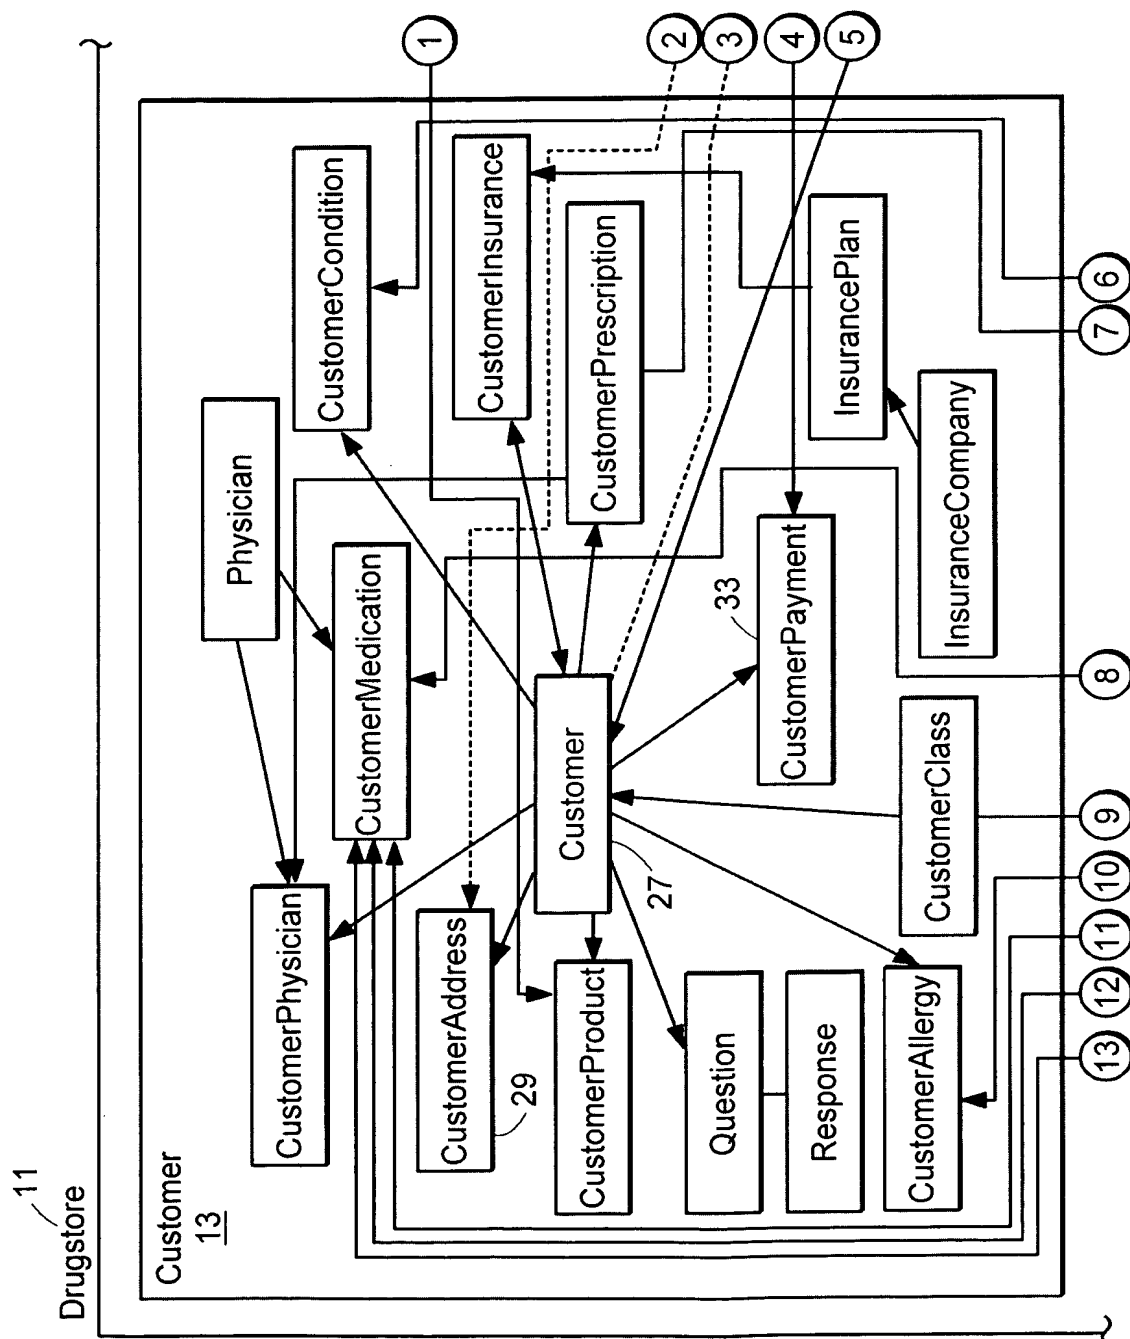 Drugstore
11
Customer
13
CustomerPhysician
Physician
CustomerMedication
CustomerCondition
CustomerAddress
29
CustomerInsurance
CustomerProduct
Customer
27
CustomerPrescription
Question
Response
CustomerPayment
33
InsurancePlan
CustomerAllergy
CustomerClass
InsuranceCompany
1
2
3
4
5
6
7
8
9
10
11
12
13